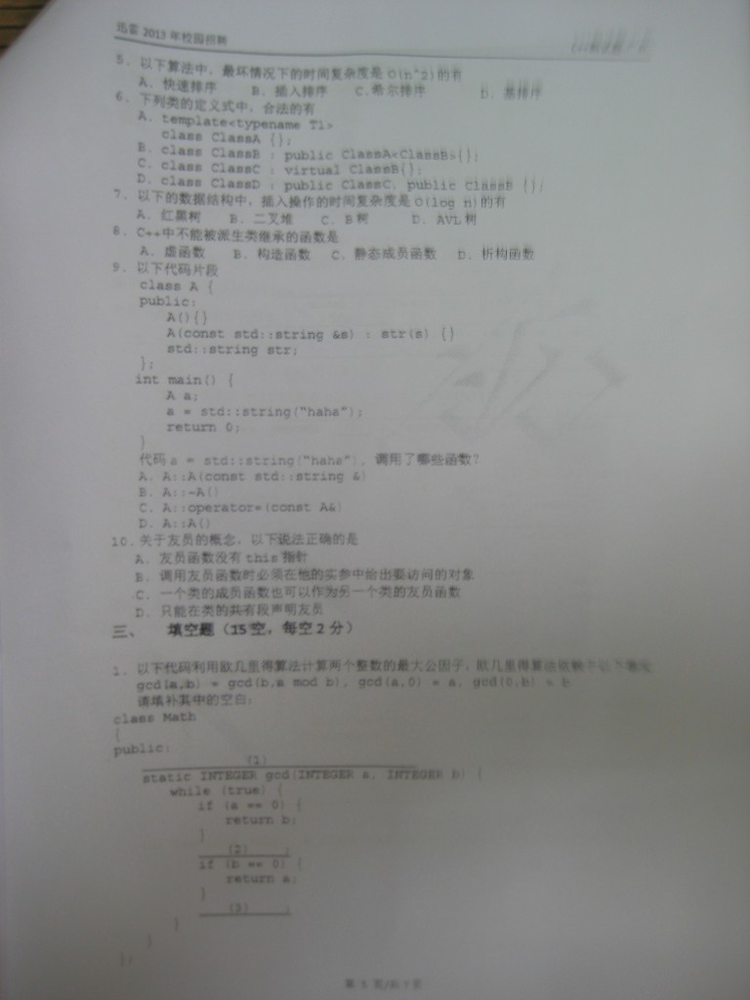 迅雷 2013 年校园招聘
5. 以下算法中，最坏情况下的时间复杂度是 O(n^2)的有
A. 快速排序 B. 插入排序 C.希尔排序 D. 基排序
6. 下列类的定义式中，合法的有
A. template<typename T1>
class ClassA {};
B. class ClassB : public ClassA<ClassB>{};
C. class ClassC : virtual ClassB{};
D. class ClassD : public ClassC, public ClassB {};
7. 以下的数据结构中，插入操作的时间复杂度是 O(log n)的有
A. 红黑树 B. 二叉堆 C. B树 D. AVL树
8. C++中不能被派生类继承的函数是
A. 虚函数 B. 构造函数 C. 静态成员函数 D. 析构函数
9. 以下代码片段
class A {
public:
A(){}
A(const std::string &s) : str(s) {}
std::string str;
};
int main() {
A a;
a = std::string("haha");
return 0;
}
代码 a = std::string("haha"), 调用了哪些函数?
A. A::A(const std::string &)
B. A::~A()
C. A::operator=(const A&)
D. A::A()
10. 关于友员的概念，以下说法正确的是
A. 友员函数没有 this 指针
B. 调用友员函数时必须在他的实参中给出要访问的对象
C. 一个类的成员函数也可以作为另一个类的友员函数
D. 只能在类的共有段声明友员
三、 填空题（15空，每空2分）
1. 以下代码利用欧几里得算法计算两个整数的最大公因子，欧几里得算法依赖于以下
gcd(a,b) = gcd(b,a mod b), gcd(a,0) = a, gcd(0,b) = b
请填补其中的空白:
class Math
{
public:
(1)
static INTEGER gcd(INTEGER a, INTEGER b) {
while (true) {
if (a == 0) {
return b;
}
(2) ;
if (b == 0) {
return a;
}
(3) ;
}
}
};
第 5 页/共 7 页